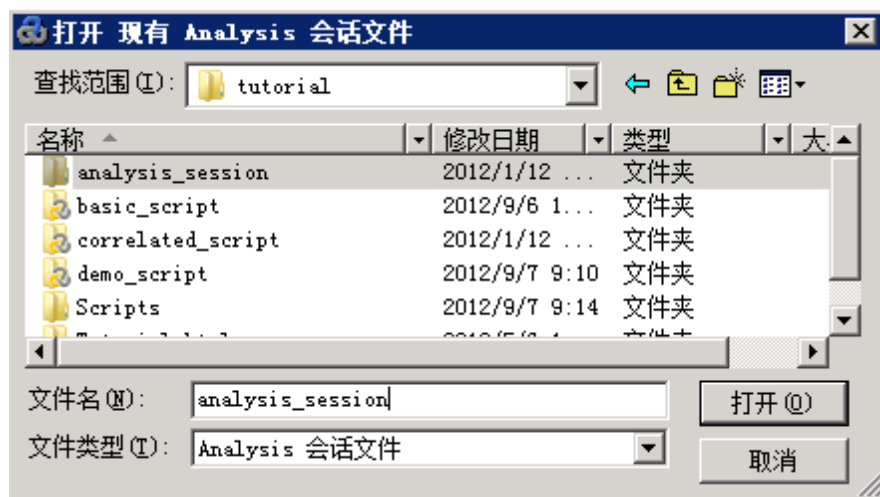 打开 现有 Analysis 会话文件
查找范围(I): tutorial
名称 修改日期 类型 大
analysis_session 2012/1/12 ... 文件夹
basic_script 2012/9/6 1... 文件夹
correlated_script 2012/1/12 ... 文件夹
demo_script 2012/9/7 9:10 文件夹
Scripts 2012/9/7 9:14 文件夹
文件名(N): analysis_session 打开(O)
文件类型(T): Analysis 会话文件 取消